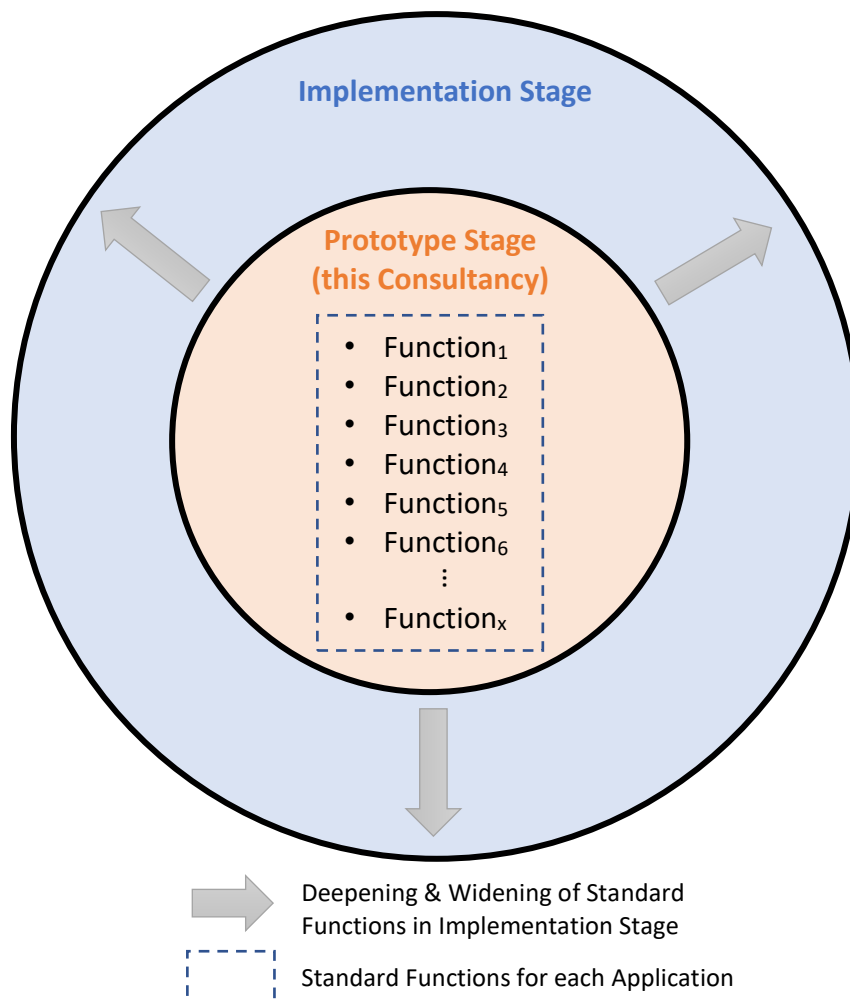 Implementation Stage
Prototype Stage
(this Consultancy)
• Function₁
• Function₂
• Function₃
• Function₄
• Function₅
• Function₆
⋮
• Functionₓ
Deepening & Widening of Standard
Functions in Implementation Stage
Standard Functions for each Application